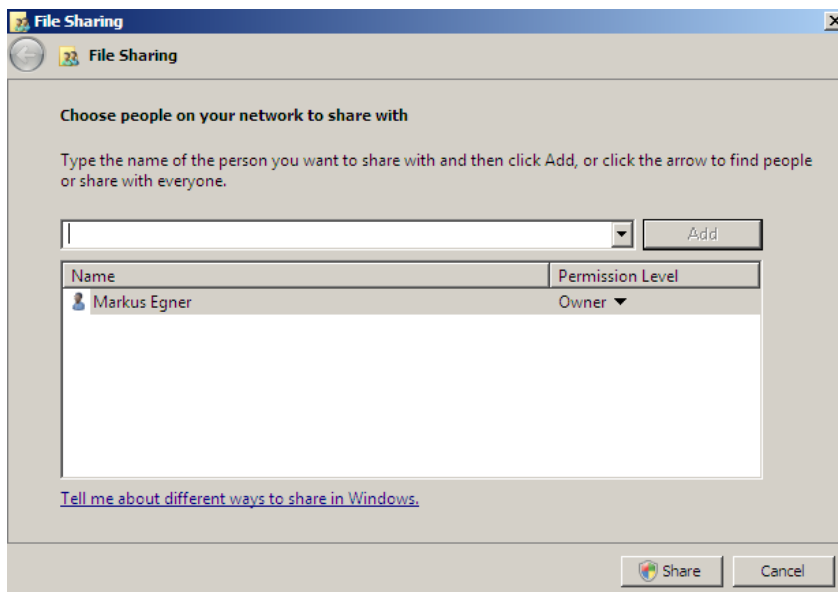 File Sharing
File Sharing
Choose people on your network to share with
Type the name of the person you want to share with and then click Add, or click the arrow to find people
or share with everyone.
Add
Name Permission Level
Markus Egner Owner
Tell me about different ways to share in Windows.
Share Cancel